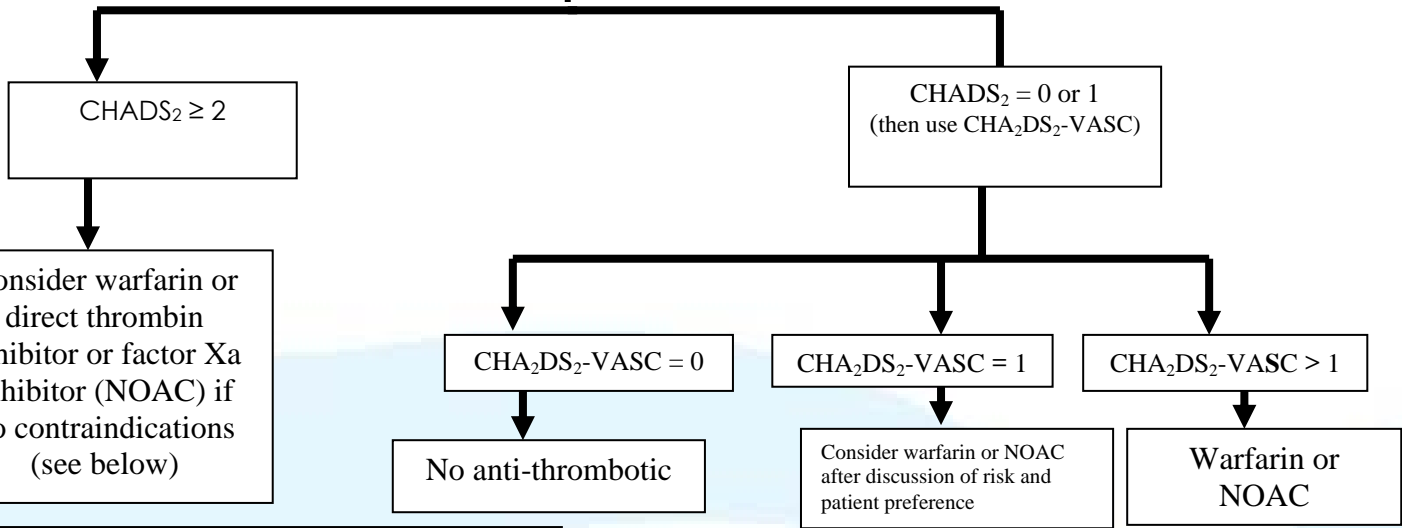 CHADS₂ ≥ 2
CHADS₂ = 0 or 1
(then use CHA₂DS₂-VASC)
onsider warfarin or
direct thrombin
hibitor or factor Xa
hibitor (NOAC) if
o contraindications
(see below)
CHA₂DS₂-VASC = 0
CHA₂DS₂-VASC = 1
CHA₂DS₂-VASC > 1
No anti-thrombotic
Consider warfarin or NOAC
after discussion of risk and
patient preference
Warfarin or
NOAC